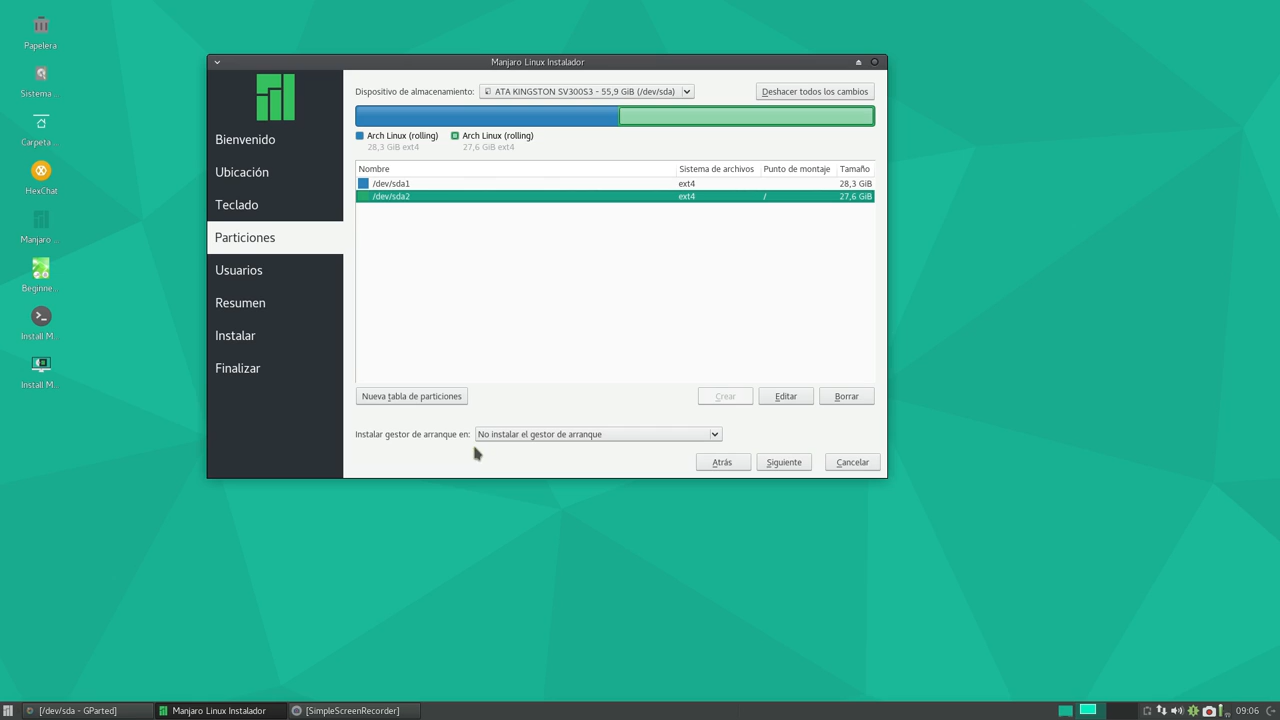 Papelera
Sistema...
Carpeta ...
HexChat
Manjaro ...
Beginne...
Install M...
Install M...
Manjaro Linux Instalador
Bienvenido
Ubicación
Teclado
Particiones
Usuarios
Resumen
Instalar
Finalizar
Dispositivo de almacenamiento: ATA KINGSTON SV300S3 - 55,9 GiB (/dev/sda) Deshacer todos los cambios
Arch Linux (rolling) Arch Linux (rolling)
28,3 GiB ext4 27,6 GiB ext4
Nombre Sistema de archivos Punto de montaje Tamaño
/dev/sda1 ext4 28,3 GiB
/dev/sda2 ext4 / 27,6 GiB
Nueva tabla de particiones Crear Editar Borrar
Instalar gestor de arranque en: No instalar el gestor de arranque
Atrás Siguiente Cancelar
[/dev/sda - GParted] Manjaro Linux Instalador [SimpleScreenRecorder] 09:06